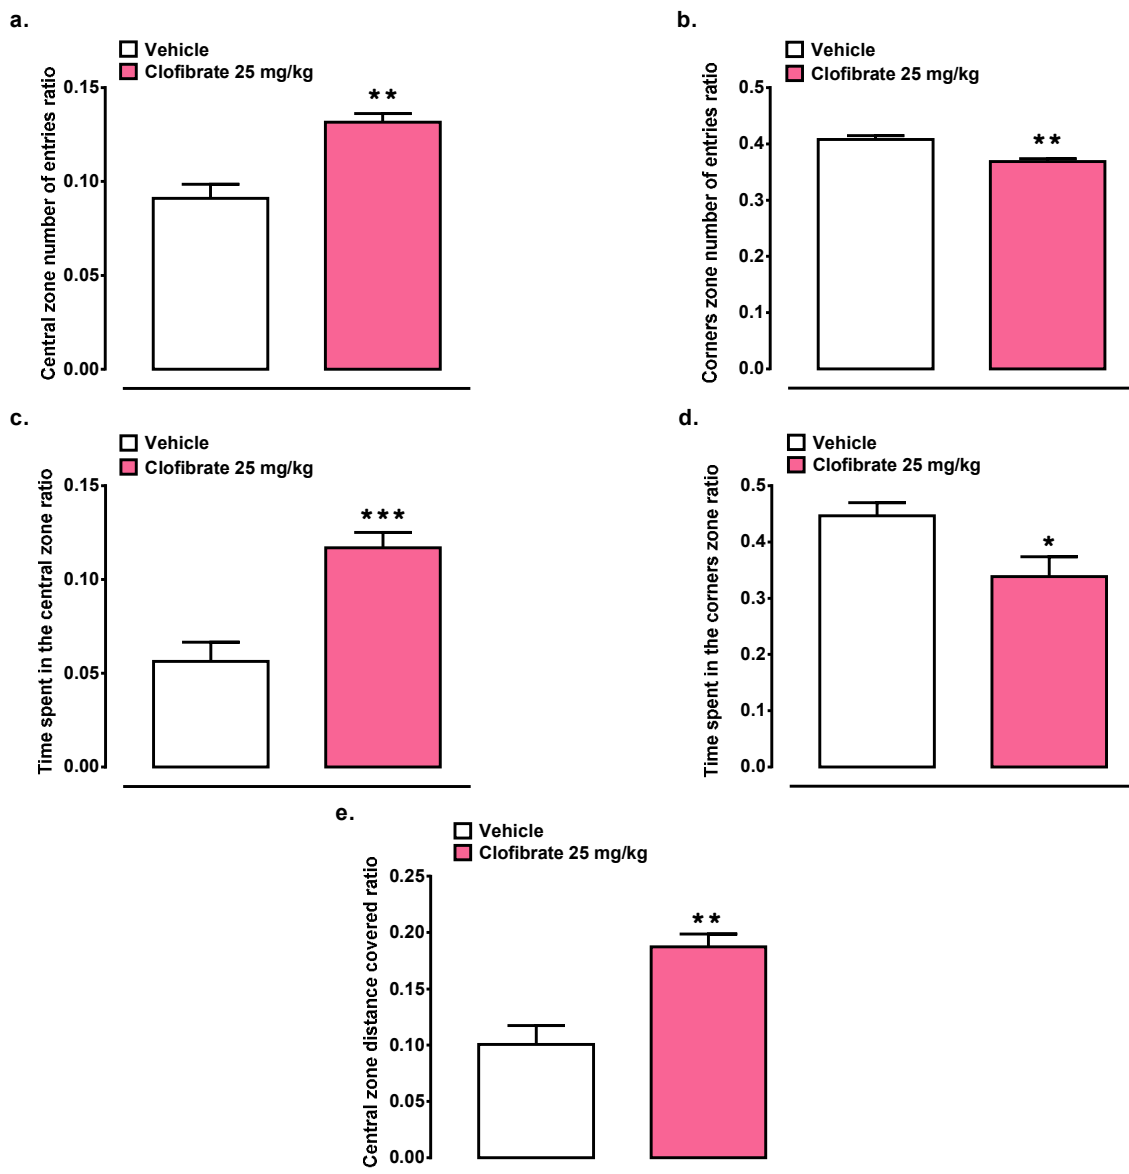 a.
Vehicle
Clofibrate 25 mg/kg
Central zone number of entries ratio
0.15
0.10
0.05
0.00
**
b.
Vehicle
Clofibrate 25 mg/kg
Corners zone number of entries ratio
0.5
0.4
0.3
0.2
0.1
0.0
**
c.
Vehicle
Clofibrate 25 mg/kg
Time spent in the central zone ratio
0.15
0.10
0.05
0.00
***
d.
Vehicle
Clofibrate 25 mg/kg
Time spent in the corners zone ratio
0.5
0.4
0.3
0.2
0.1
0.0
*
e.
Vehicle
Clofibrate 25 mg/kg
Central zone distance covered ratio
0.25
0.20
0.15
0.10
0.05
0.00
**